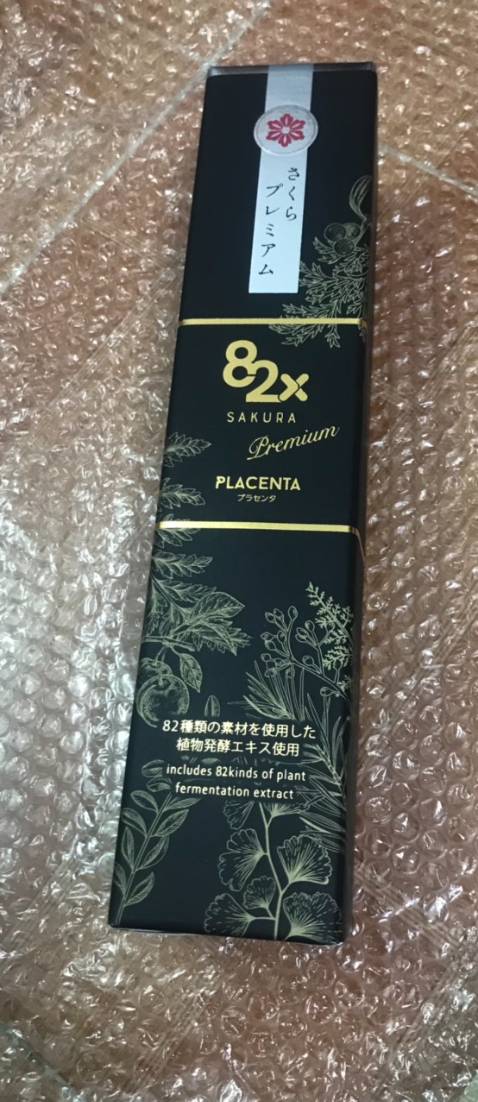 さくら
プレミアム
82x
SAKURA
Premium
PLACENTA
プラセンタ
82種類の素材を使用した
植物発酵エキス使用
includes 82kinds of plant
fermentation extract